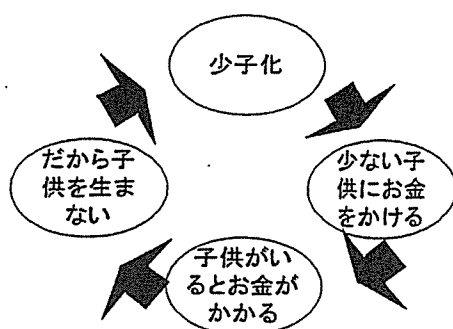 少子化
少ない子
供にお金
をかける
子供がい
るとお金が
かかる
だから子
供を生ま
ない